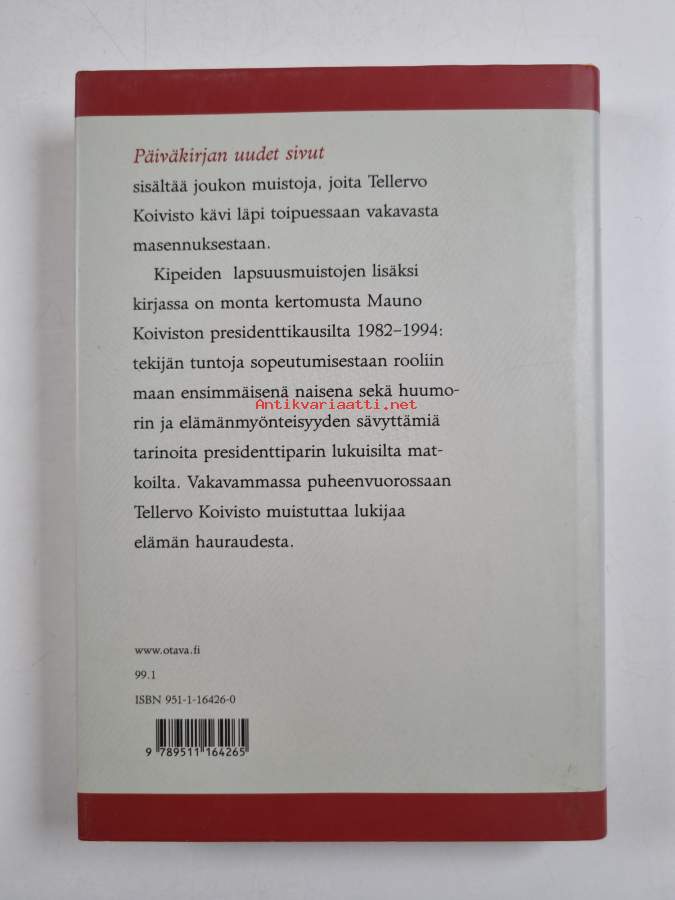 Päiväkirjan uudet sivut
sisältää joukon muistoja, joita Tellervo
Koivisto kävi läpi toipuessaan vakavasta
masennuksestaan.
Kipeiden lapsuusmuistojen lisäksi
kirjassa on monta kertomusta Mauno
Koiviston presidenttikausilta 1982–1994:
tekijän tuntoja sopeutumisestaan rooliin
maan ensimmäisenä naisena sekä huumo-
Antikvariaatti.net
rin ja elämänmyönteisyyden sävyttämiä
tarinoita presidenttiparin lukuisilta mat-
koilta. Vakavammassa puheenvuorossaan
Tellervo Koivisto muistuttaa lukijaa
elämän hauraudesta.
www.otava.fi
99.1
ISBN 951-1-16426-0
9 789511 164265